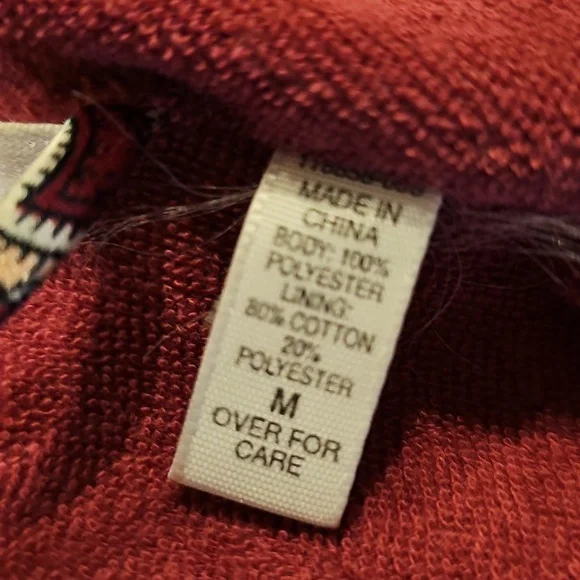 MADE IN
CHINA
BODY: 100%
POLYESTER
LINING:
80% COTTON
20%
POLYESTER
M
OVER FOR
CARE